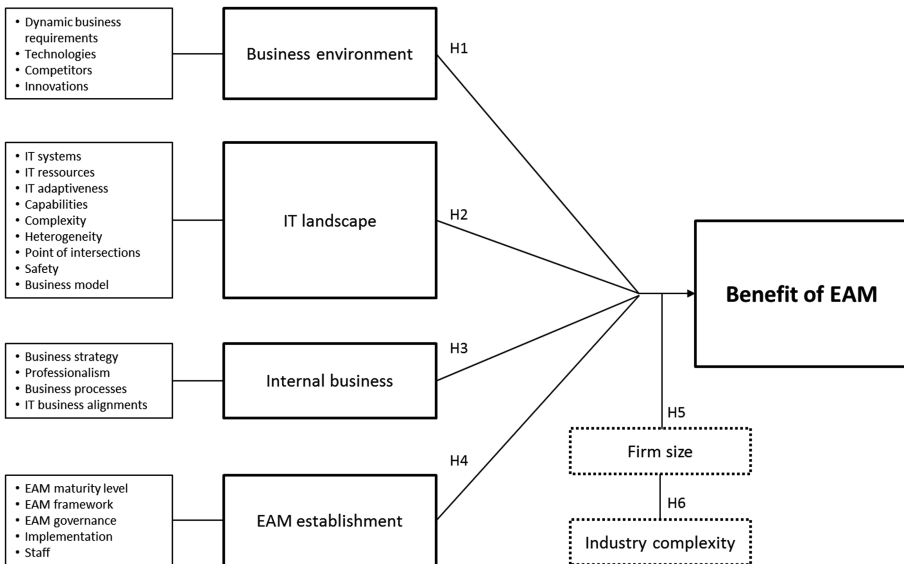 • Dynamic business
requirements
• Technologies
• Competitors
• Innovations
Business environment
H1
• IT systems
• IT ressources
• IT adaptiveness
• Capabilities
• Complexity
• Heterogeneity
• Point of intersections
• Safety
• Business model
IT landscape
H2
Benefit of EAM
• Business strategy
• Professionalism
• Business processes
• IT business alignments
Internal business
H3
H5
Firm size
H4
• EAM maturity level
• EAM framework
• EAM governance
• Implementation
• Staff
EAM establishment
H6
Industry complexity